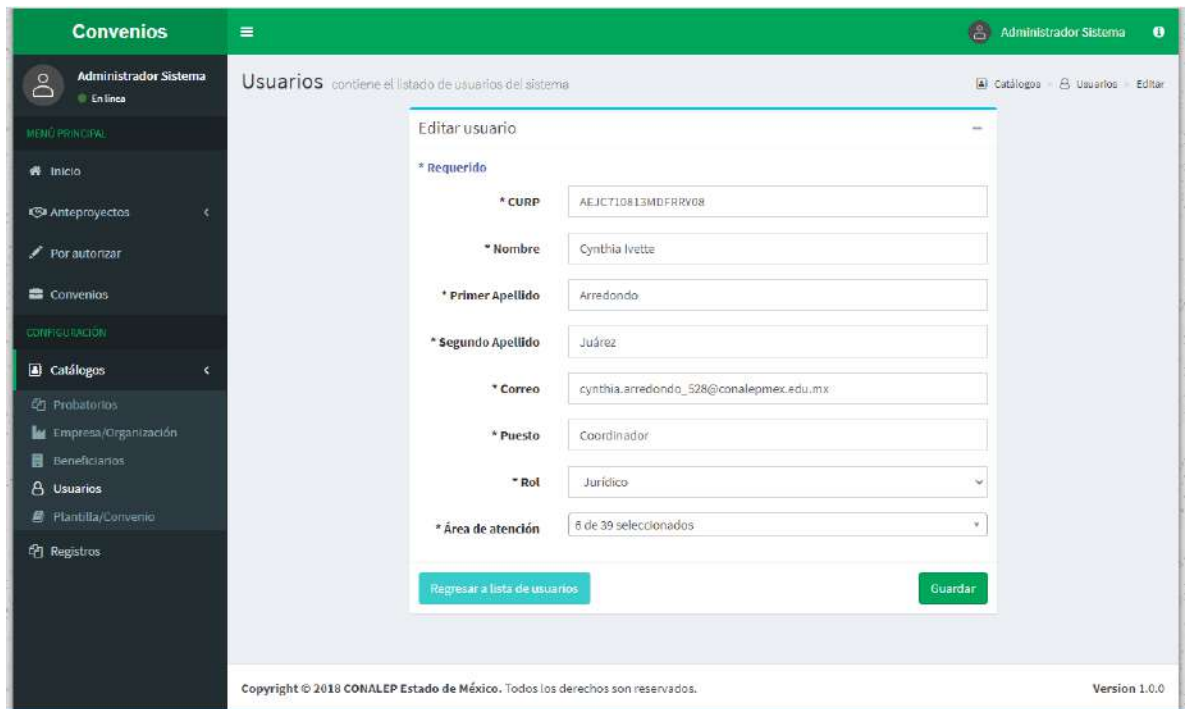 Convenios
Administrador Sistema
Administrador Sistema
En línea
Usuarios contiene el listado de usuarios del sistema
Catálogos > Usuarios > Editar
MENÚ PRINCIPAL
Inicio
Anteproyectos
Por autorizar
Convenios
CONFIGURACIÓN
Catálogos
Probatorios
Empresa/Organización
Beneficiarios
Usuarios
Plantilla/Convenio
Registros
Editar usuario
* Requerido
* CURP AEJC710813MDFRRY08
* Nombre Cynthia Ivette
* Primer Apellido Arredondo
* Segundo Apellido Juárez
* Correo cynthia.arredondo_528@conalepmex.edu.mx
* Puesto Coordinador
* Rol Jurídico
* Área de atención 6 de 39 seleccionados
Regresar a lista de usuarios
Guardar
Copyright © 2018 CONALEP Estado de México. Todos los derechos son reservados.
Version 1.0.0